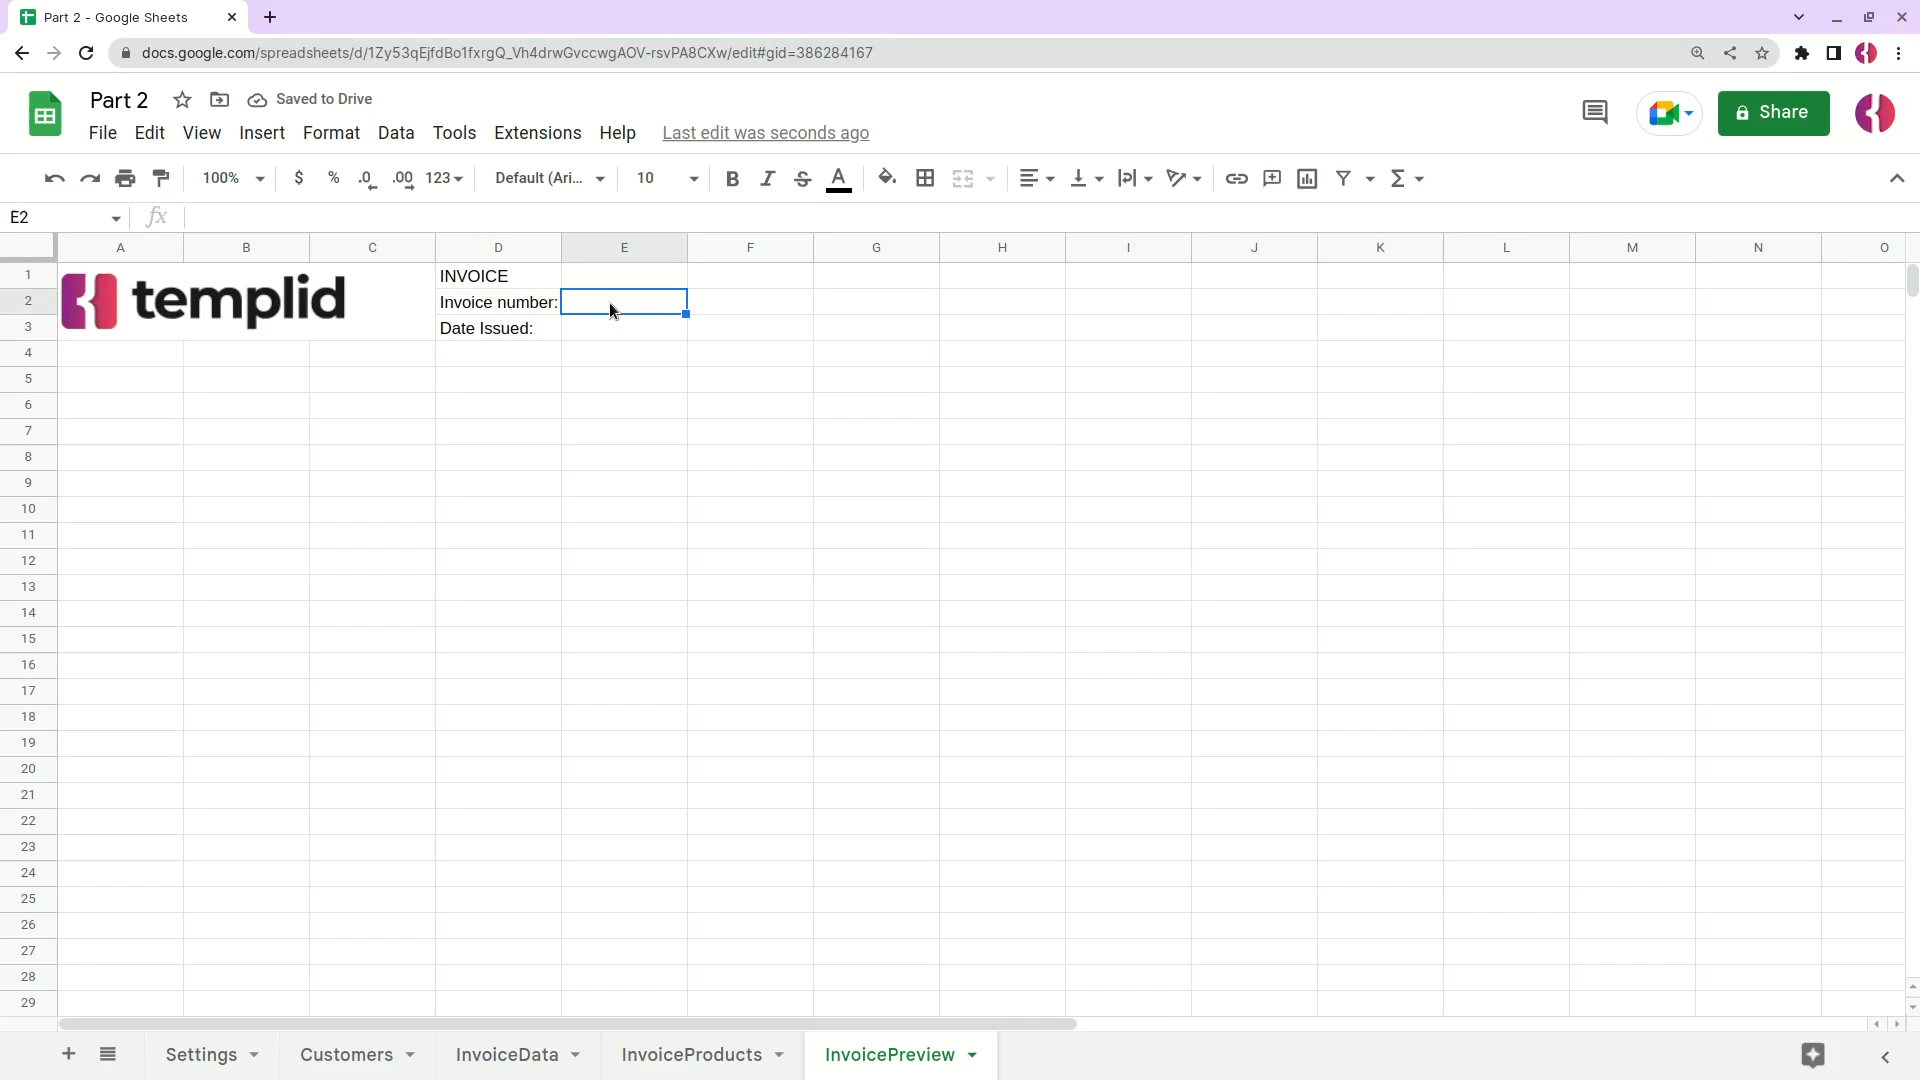 Part 2 - Google Sheets
docs.google.com/spreadsheets/d/1Zy53qEjfdBo1fxrgQ_Vh4drwGvccwgAOV-rsvPA8CXw/edit#gid=386284167
Part 2 Saved to Drive
File Edit View Insert Format Data Tools Extensions Help Last edit was seconds ago
Share
100% $ % .0 .00 123 Default (Ari... 10 B I S A Σ
E2 fx
A B C D E F G H I J K L M N O
1 INVOICE
templid
2 Invoice number:
3 Date Issued:
4
5
6
7
8
9
10
11
12
13
14
15
16
17
18
19
20
21
22
23
24
25
26
27
28
29
Settings Customers InvoiceData InvoiceProducts InvoicePreview